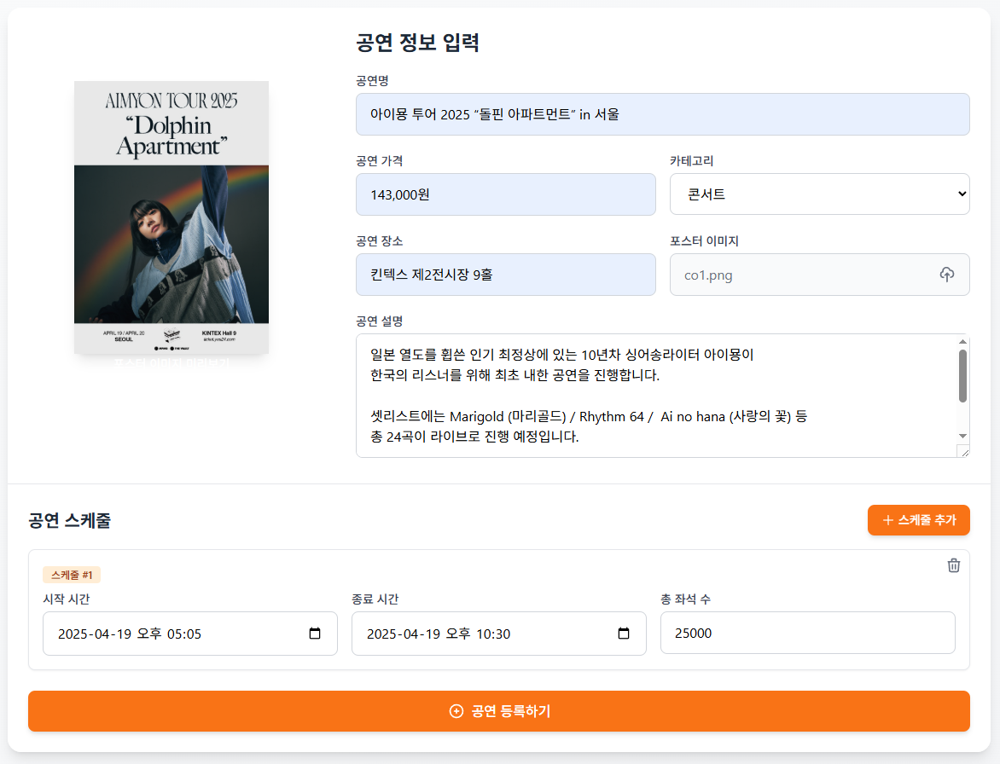 공연 정보 입력
공연명
아이묭 투어 2025 “돌핀 아파트먼트” in 서울
공연 가격
카테고리
143,000원
콘서트
공연 장소
포스터 이미지
킨텍스 제2전시장 9홀
co1.png
공연 설명
일본 열도를 휩쓴 인기 최정상에 있는 10년차 싱어송라이터 아이묭이
한국의 리스너를 위해 최초 내한 공연을 진행합니다.
셋리스트에는 Marigold (마리골드) / Rhythm 64 /  Ai no hana (사랑의 꽃) 등
총 24곡이 라이브로 진행 예정입니다.
AIMYON TOUR 2025
“Dolphin
Apartment”
APRIL 19 / APRIL 20
SEOUL
KINTEX Hall 9
ticket.yes24.com
포스터 이미지 미리보기
공연 스케줄
+ 스케줄 추가
스케줄 #1
시작 시간
종료 시간
총 좌석 수
2025-04-19 오후 05:05
2025-04-19 오후 10:30
25000
공연 등록하기